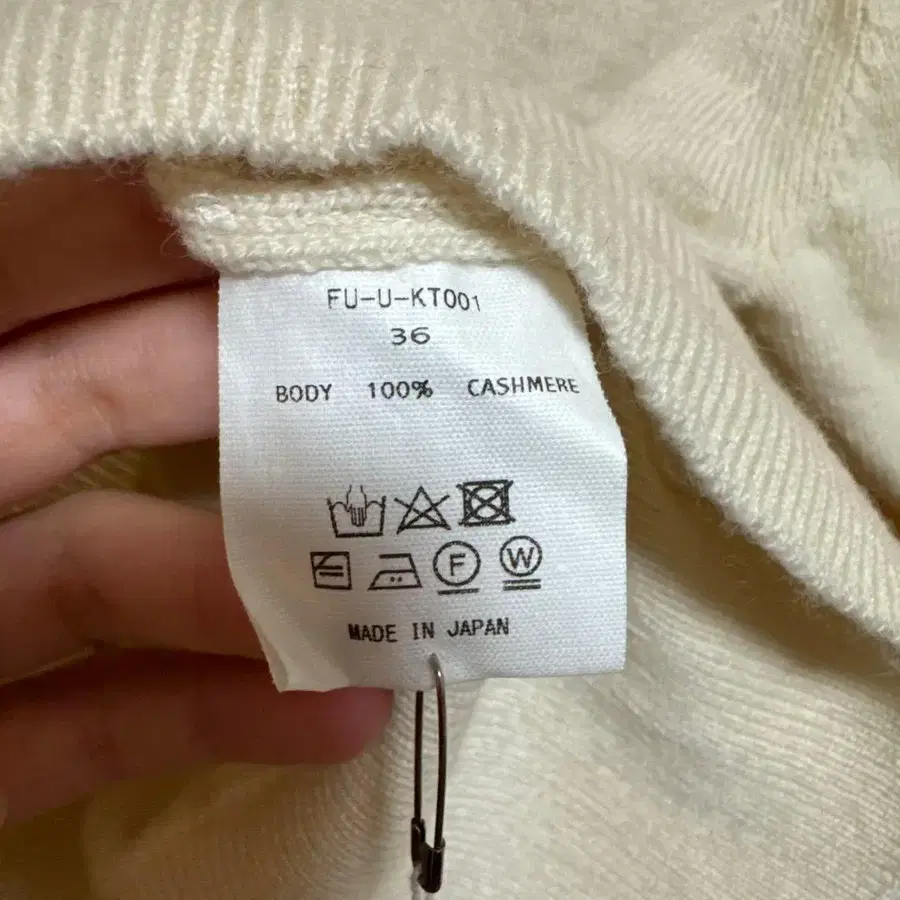 FU-U-KT001
36
BODY 100% CASHMERE
F W
MADE IN JAPAN